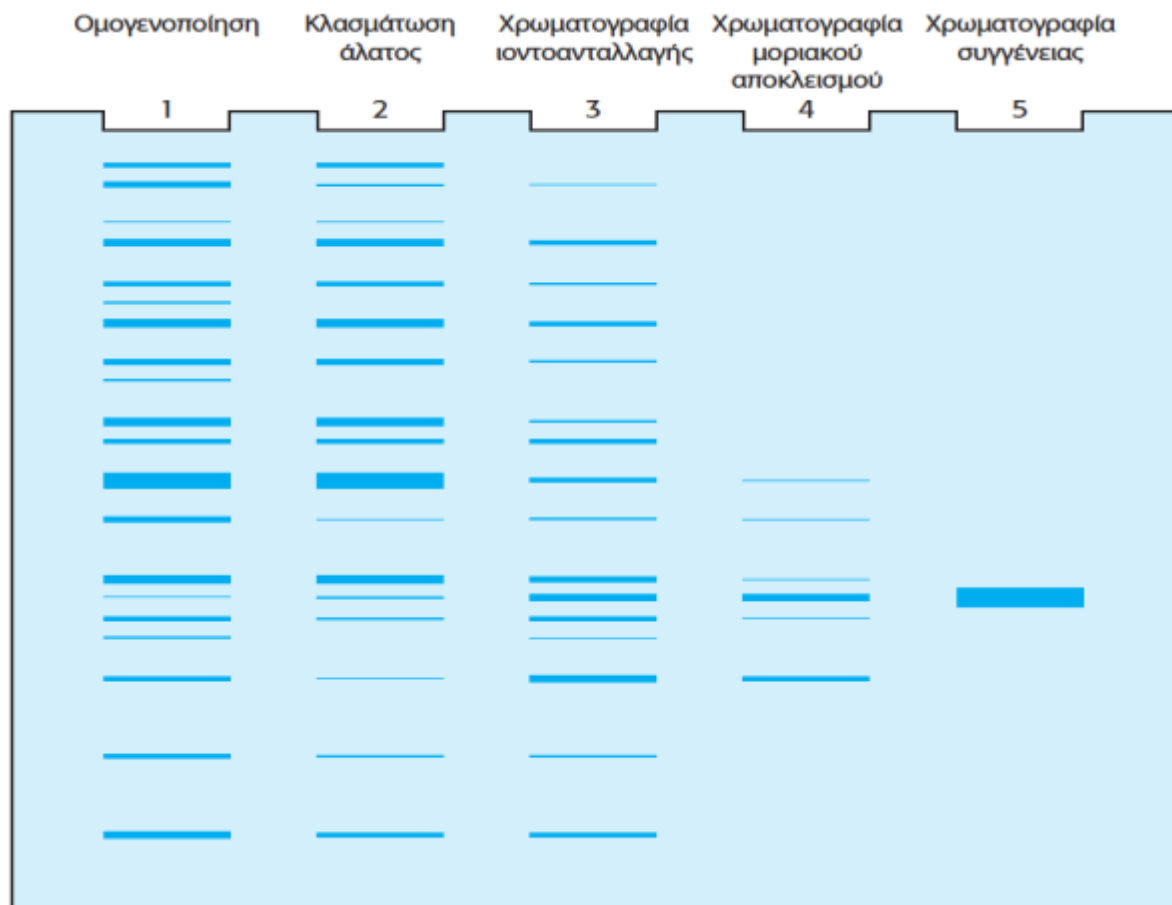 Ομογενοποίηση
Κλασμάτωση
άλατος
Χρωματογραφία
ιοντοανταλλαγής
Χρωματογραφία
μοριακού
αποκλεισμού
Χρωματογραφία
συγγένειας
1
2
3
4
5